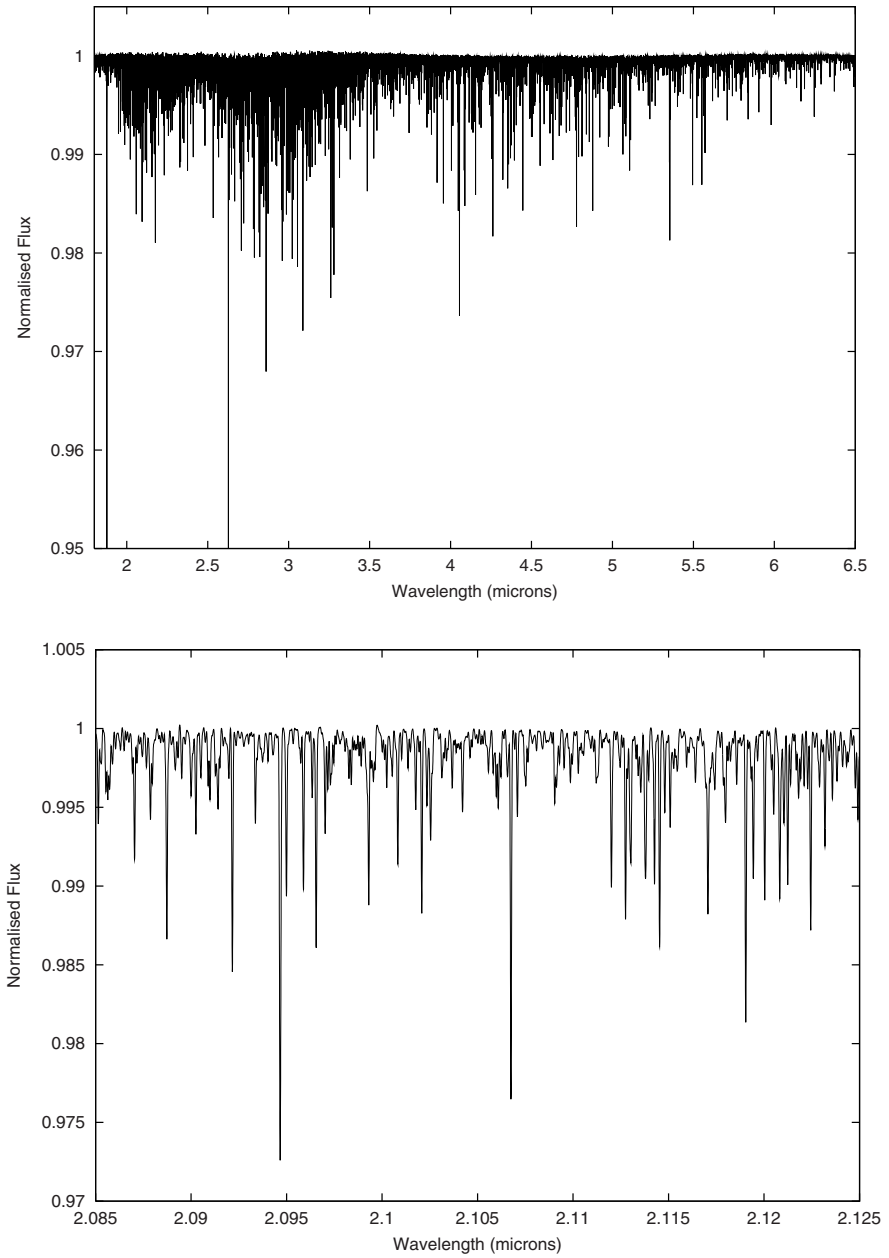 1
0.99
0.98
0.97
0.96
0.95
Normalised Flux
2 2.5 3 3.5 4 4.5 5 5.5 6 6.5
Wavelength (microns)
1.005
1
0.995
0.99
0.985
0.98
0.975
0.97
Normalised Flux
2.085 2.09 2.095 2.1 2.105 2.11 2.115 2.12 2.125
Wavelength (microns)